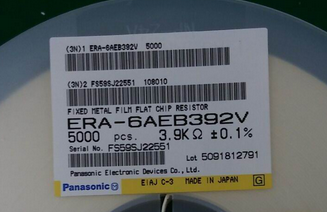 (3N)1 ERA-6AEB392V 5000
(3N)2 FS59SJ22551 108010
FIXED METAL FILM FLAT CHIP RESISTOR
ERA-6AEB392V
5000 pcs. 3.9KΩ ±0.1%
Serial No. FS59SJ22551
Lot 5091812791
Panasonic Electronic Devices Co., Ltd.
Panasonic
EIAJ C-3 MADE IN JAPAN G